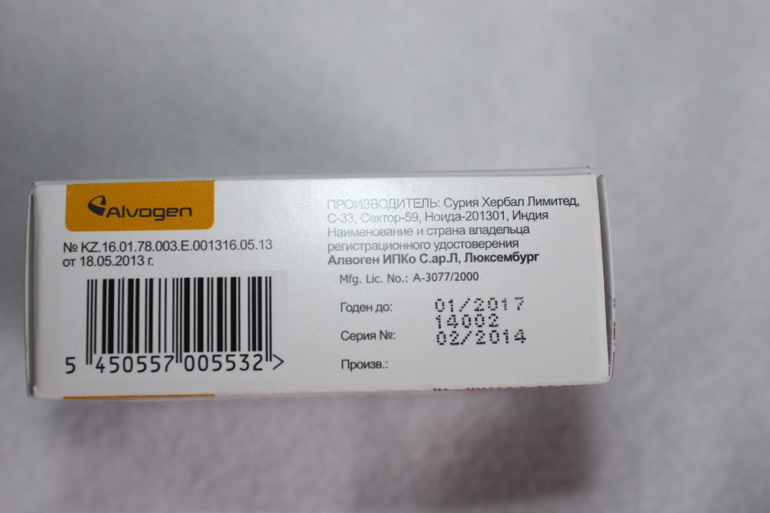 Alvogen
№ KZ.16.01.78.003.E.001316.05.13
от 18.05.2013 г.
5 450557 005532 >
ПРОИЗВОДИТЕЛЬ: Сурия Хербал Лимитед,
С-33, Сектор-59, Ноида-201301, Индия
Наименование и страна владельца
регистрационного удостоверения
Алвоген ИПКо С.ар.Л, Люксембург
Mfg. Lic. No.: A-3077/2000
Годен до: 01/2017
14002
Серия №: 02/2014
Произв.: